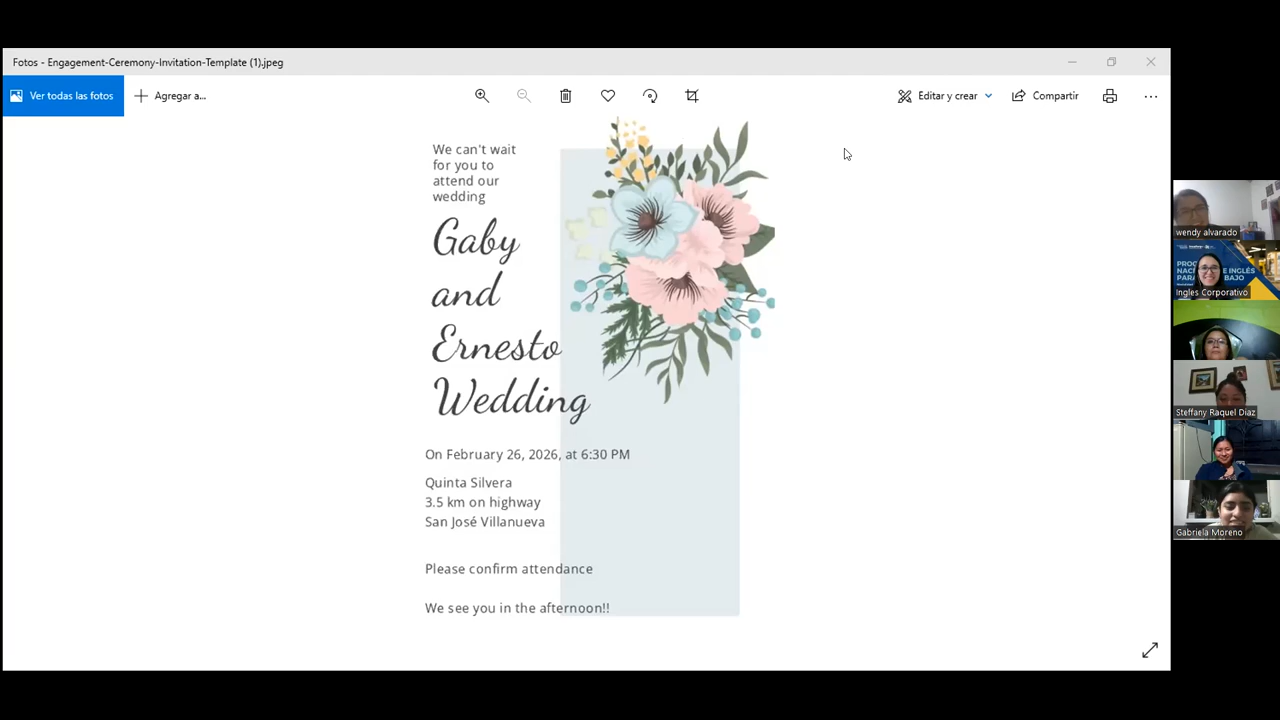 Fotos - Engagement-Ceremony-Invitation-Template (1).jpeg
Ver todas las fotos
Agregar a...
Editar y crear
Compartir
We can't wait
for you to
attend our
wedding
Gaby
and
Ernesto
Wedding
On February 26, 2026, at 6:30 PM
Quinta Silvera
3.5 km on highway
San José Villanueva
Please confirm attendance
We see you in the afternoon!!
wendy alvarado
Ingles Corporativo
Steffany Raquel Diaz
Gabriela Moreno